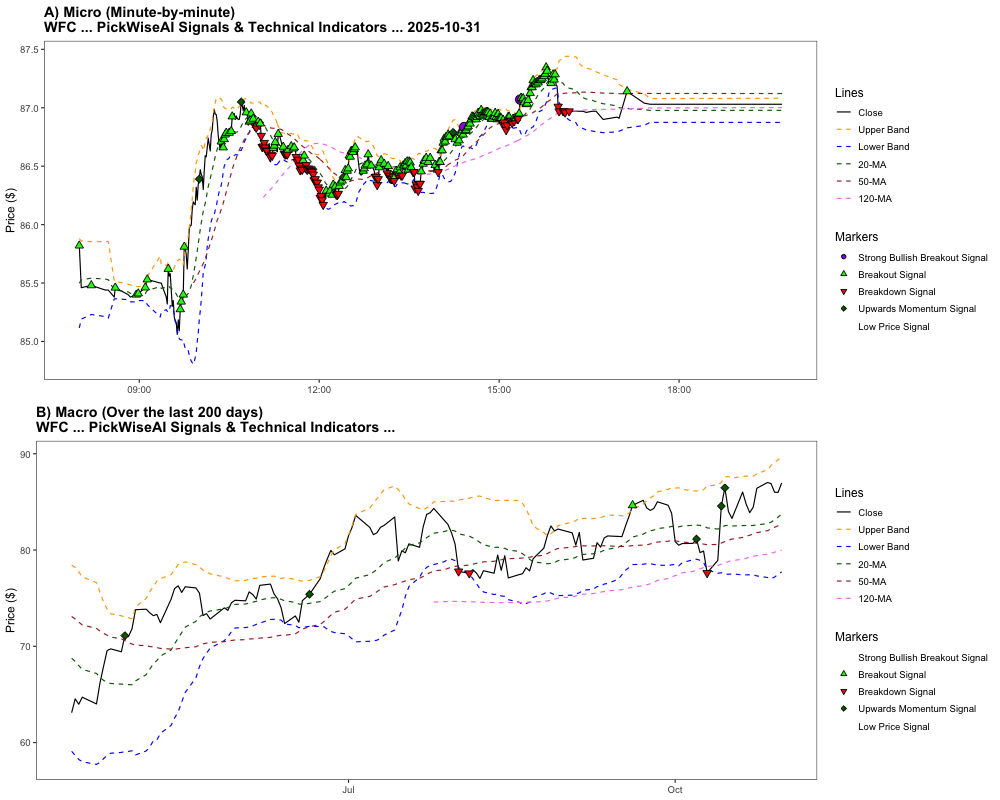 A) Micro (Minute-by-minute)
WFC ... PickWiseAI Signals & Technical Indicators ... 2025-10-31
87.5
87.0
86.5
86.0
85.5
85.0
Price ($)
09:00
12:00
15:00
18:00
Lines
Close
Upper Band
Lower Band
20-MA
50-MA
120-MA
Markers
Strong Bullish Breakout Signal
Breakout Signal
Breakdown Signal
Upwards Momentum Signal
Low Price Signal
B) Macro (Over the last 200 days)
WFC ... PickWiseAI Signals & Technical Indicators ...
90
80
70
60
Price ($)
Jul
Oct
Lines
Close
Upper Band
Lower Band
20-MA
50-MA
120-MA
Markers
Strong Bullish Breakout Signal
Breakout Signal
Breakdown Signal
Upwards Momentum Signal
Low Price Signal